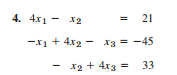 4. 4x₁ − x₂ = 21
−x₁ + 4x₂ − x₃ = −45
− x₂ + 4x₃ = 33